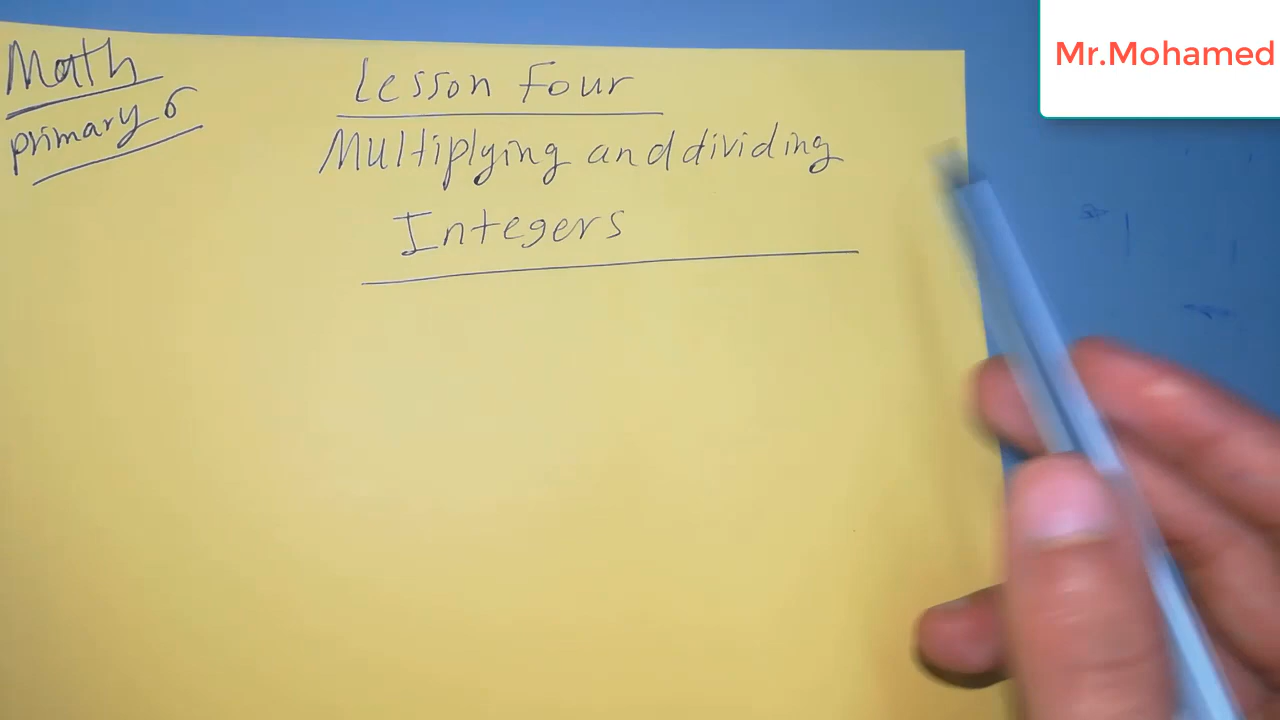 Mr.Mohamed
Math
primary 6
Lesson Four
Multiplying and dividing
Integers